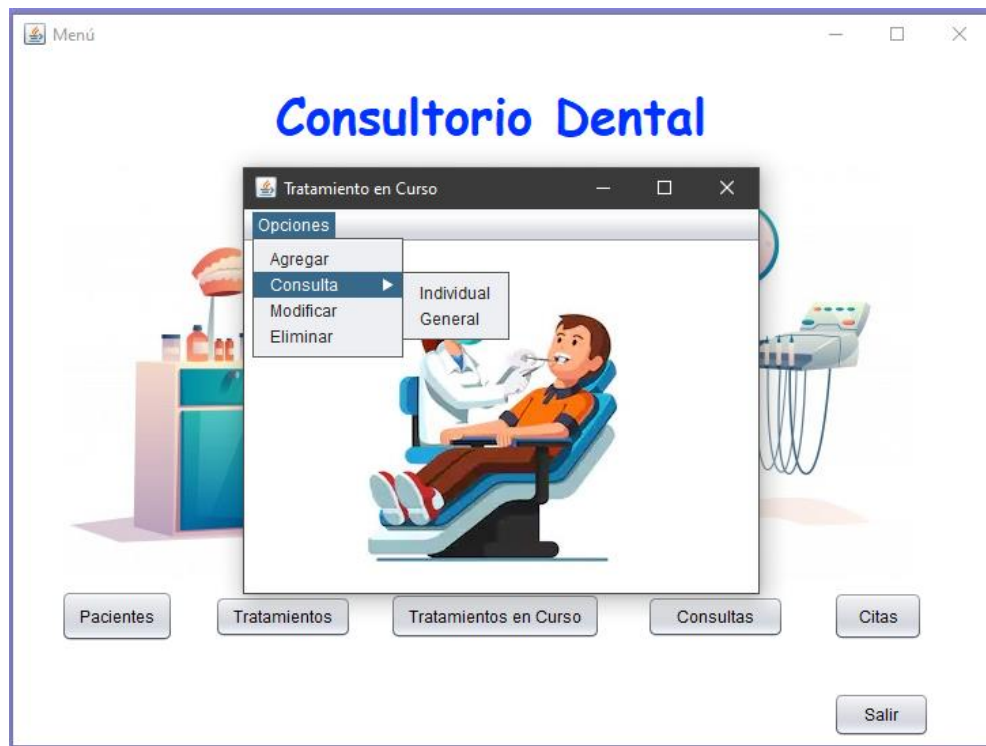 Menú
Consultorio Dental
Tratamiento en Curso
Opciones
Agregar
Consulta
Individual
General
Modificar
Eliminar
Pacientes
Tratamientos
Tratamientos en Curso
Consultas
Citas
Salir